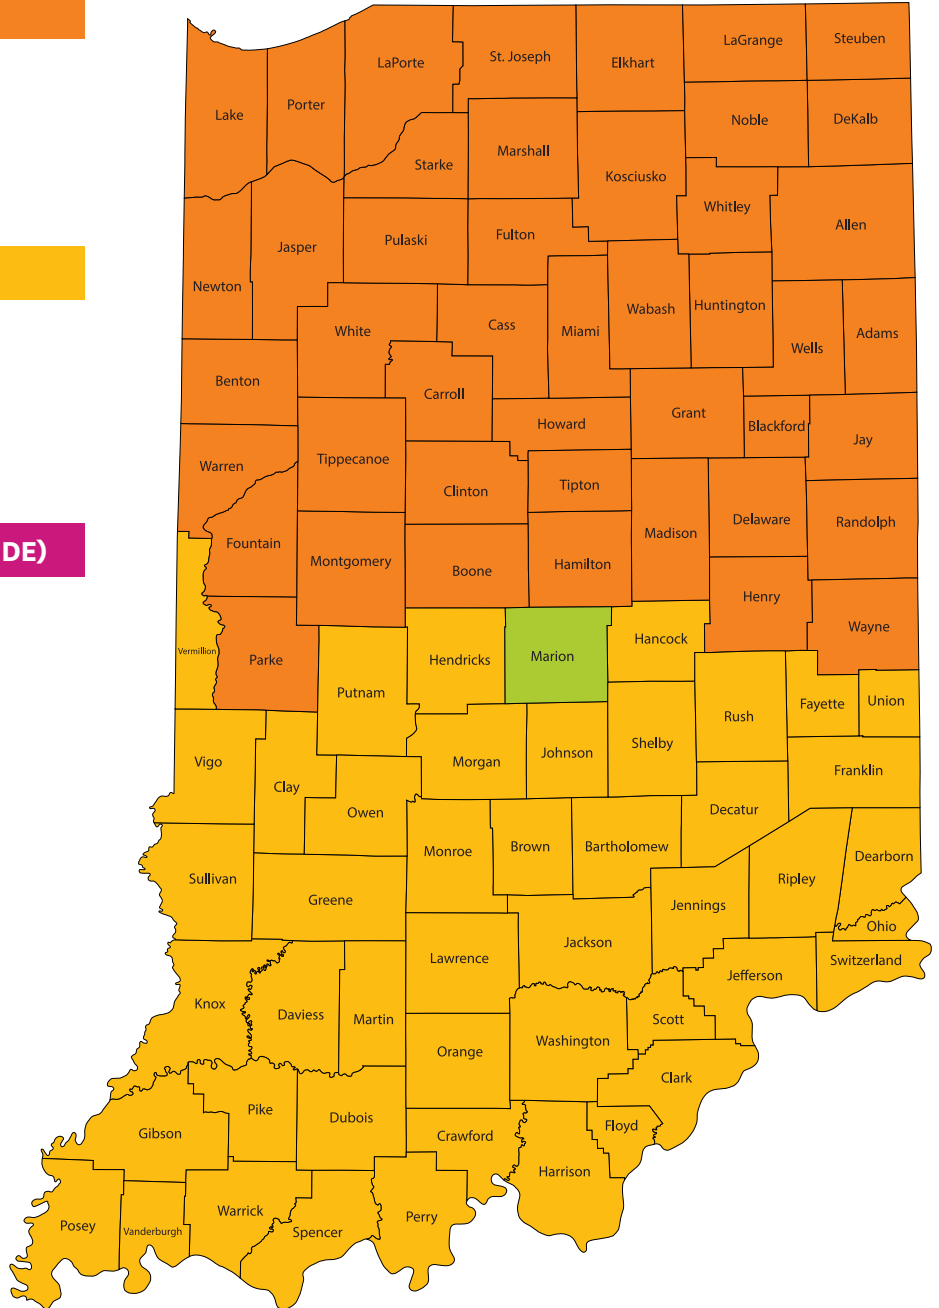 Steuben
LaGrange
St. Joseph
LaPorte
Elkhart
Porter
Lake
Noble
DeKalb
Marshall
Starke
Kosciusko
Whitley
Allen
Fulton
Pulaski
Jasper
Newton
Huntington
Wabash
Cass
White
Miami
Adams
Wells
Benton
Carroll
Grant
Howard
Blackford
Jay
Tippecanoe
Warren
Tipton
Clinton
Delaware
Randolph
Madison
DE)
Fountain
Montgomery
Hamilton
Boone
Henry
Wayne
Hancock
Vermillion
Parke
Hendricks
Marion
Putnam
Union
Fayette
Rush
Shelby
Johnson
Morgan
Vigo
Franklin
Clay
Decatur
Owen
Brown
Bartholomew
Monroe
Dearborn
Sullivan
Ripley
Greene
Jennings
Ohio
Jackson
Lawrence
Switzerland
Jefferson
Knox
Daviess
Martin
Scott
Washington
Orange
Clark
Pike
Dubois
Floyd
Gibson
Crawford
Harrison
Warrick
Perry
Posey
Vanderburgh
Spencer